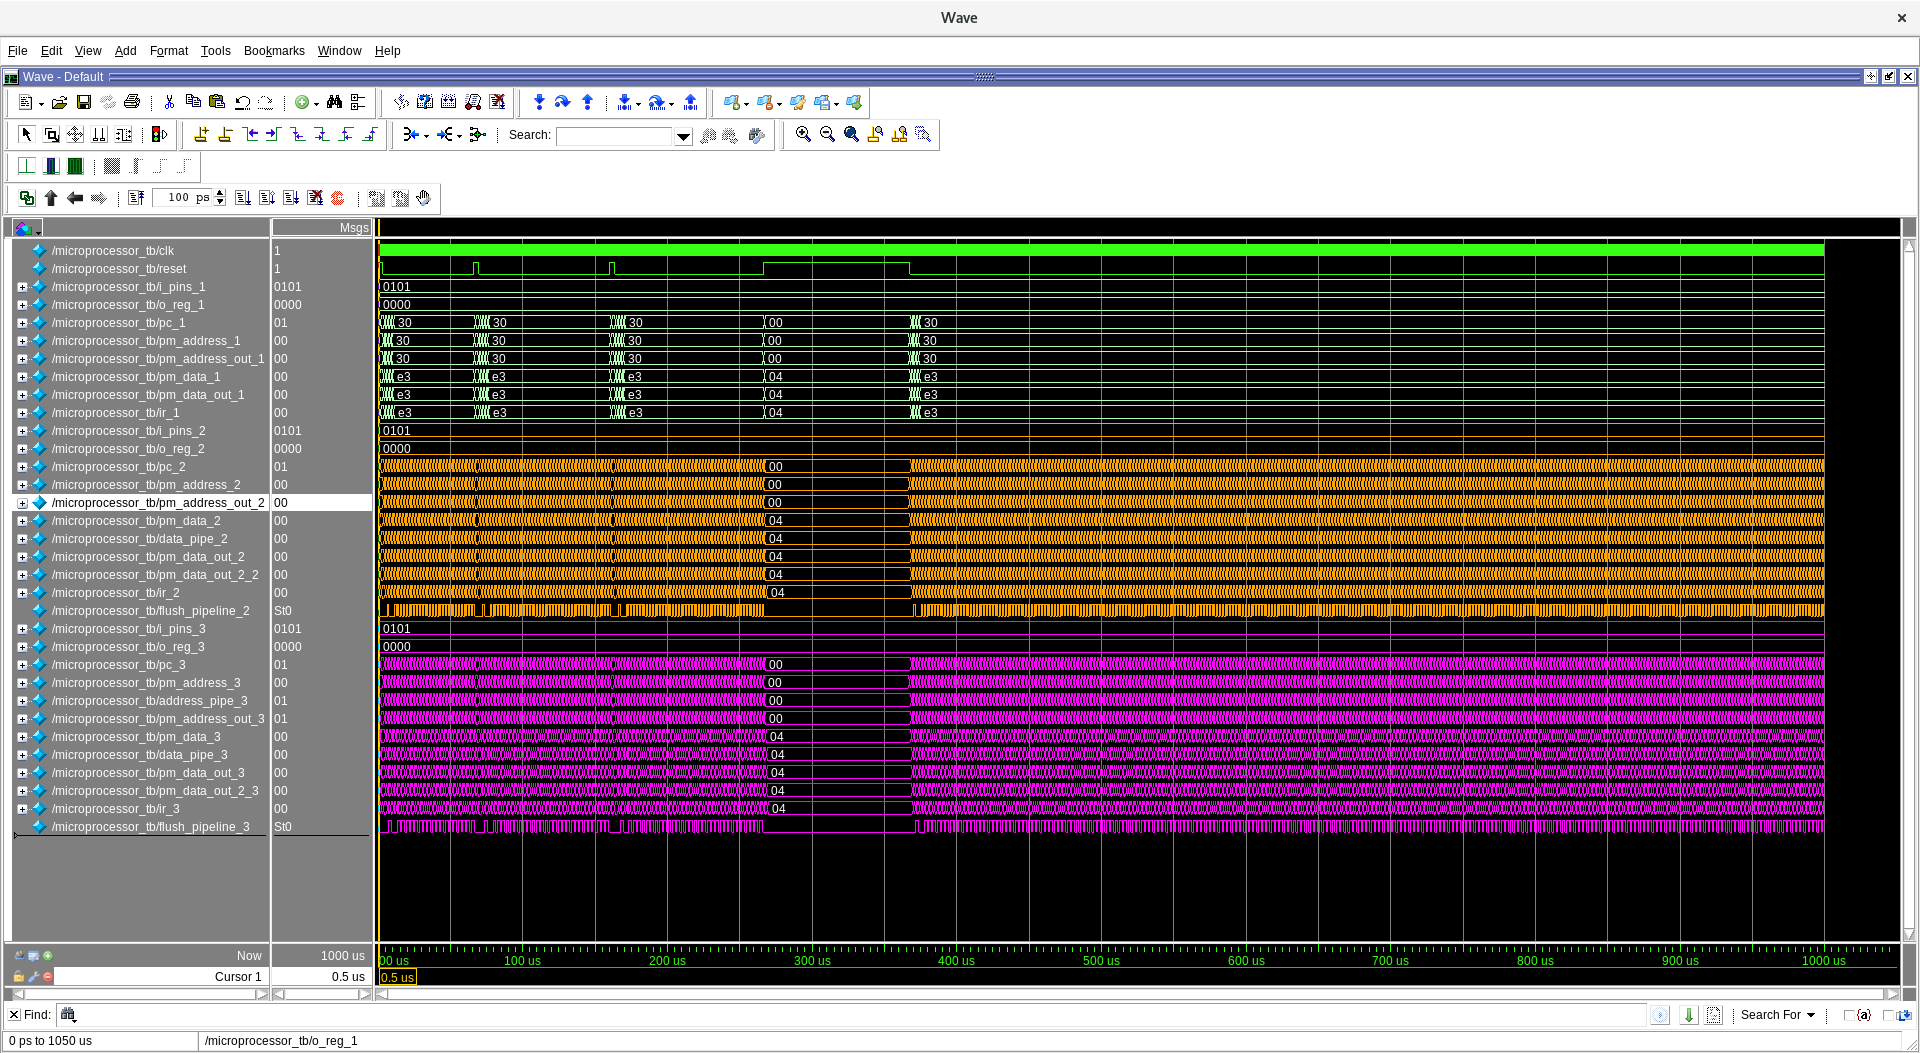 Wave
File Edit View Add Format Tools Bookmarks Window Help
Wave - Default
Search:
100 ps
Msgs
/microprocessor_tb/clk 1
/microprocessor_tb/reset 1
/microprocessor_tb/i_pins_1 0101 0101
/microprocessor_tb/o_reg_1 0000 0000
/microprocessor_tb/pc_1 01 30 30 30 00 30
/microprocessor_tb/pm_address_1 00 30 30 30 00 30
/microprocessor_tb/pm_address_out_1 00 30 30 30 00 30
/microprocessor_tb/pm_data_1 00 e3 e3 e3 04 e3
/microprocessor_tb/pm_data_out_1 00 e3 e3 e3 04 e3
/microprocessor_tb/ir_1 00 e3 e3 e3 04 e3
/microprocessor_tb/i_pins_2 0101 0101
/microprocessor_tb/o_reg_2 0000 0000
/microprocessor_tb/pc_2 01 00
/microprocessor_tb/pm_address_2 00 00
/microprocessor_tb/pm_address_out_2 00 00
/microprocessor_tb/pm_data_2 00 04
/microprocessor_tb/data_pipe_2 00 04
/microprocessor_tb/pm_data_out_2 00 04
/microprocessor_tb/pm_data_out_2_2 00 04
/microprocessor_tb/ir_2 00 04
/microprocessor_tb/flush_pipeline_2 St0
/microprocessor_tb/i_pins_3 0101 0101
/microprocessor_tb/o_reg_3 0000 0000
/microprocessor_tb/pc_3 01 00
/microprocessor_tb/pm_address_3 00 00
/microprocessor_tb/address_pipe_3 01 00
/microprocessor_tb/pm_address_out_3 01 00
/microprocessor_tb/pm_data_3 00 04
/microprocessor_tb/data_pipe_3 00 04
/microprocessor_tb/pm_data_out_3 00 04
/microprocessor_tb/pm_data_out_2_3 00 04
/microprocessor_tb/ir_3 00 04
/microprocessor_tb/flush_pipeline_3 St0
Now 1000 us 00 us 100 us 200 us 300 us 400 us 500 us 600 us 700 us 800 us 900 us 1000 us
Cursor 1 0.5 us 0.5 us
Find: Search For {a}
0 ps to 1050 us /microprocessor_tb/o_reg_1